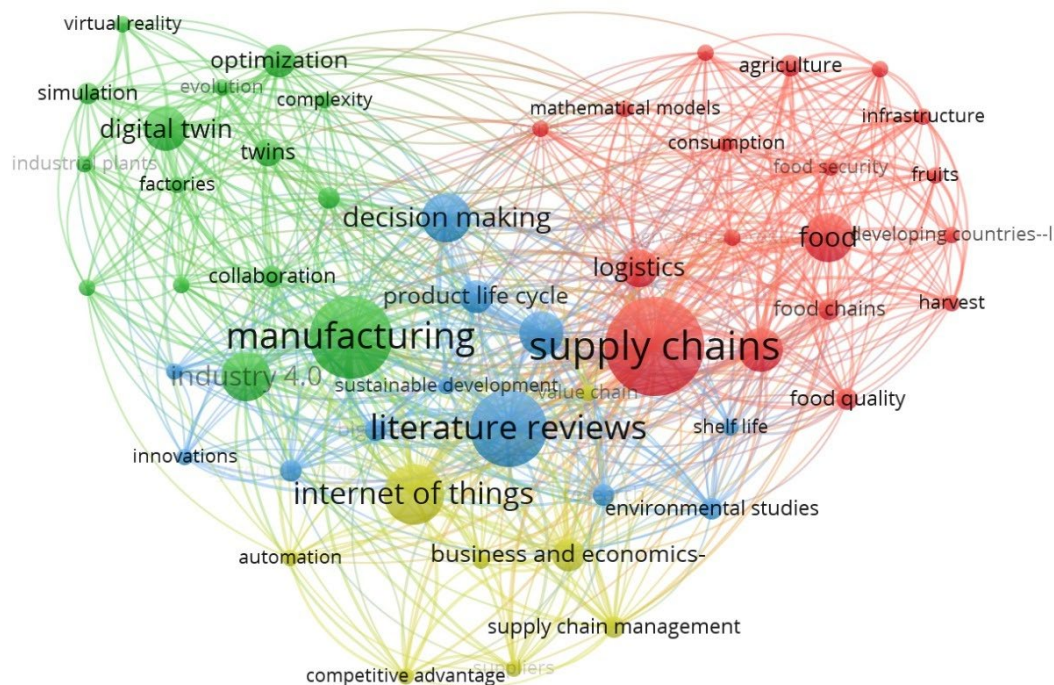 virtual reality
optimization
agriculture
simulation
evolution
complexity
mathematical models
infrastructure
digital twin
twins
consumption
industrial plants
factories
food security
fruits
decision making
food
developing countries--l
logistics
collaboration
product life cycle
food chains
harvest
manufacturing
supply chains
industry 4.0
sustainable development
value chain
food quality
literature reviews
shelf life
innovations
internet of things
environmental studies
automation
business and economics-
supply chain management
competitive advantage
suppliers